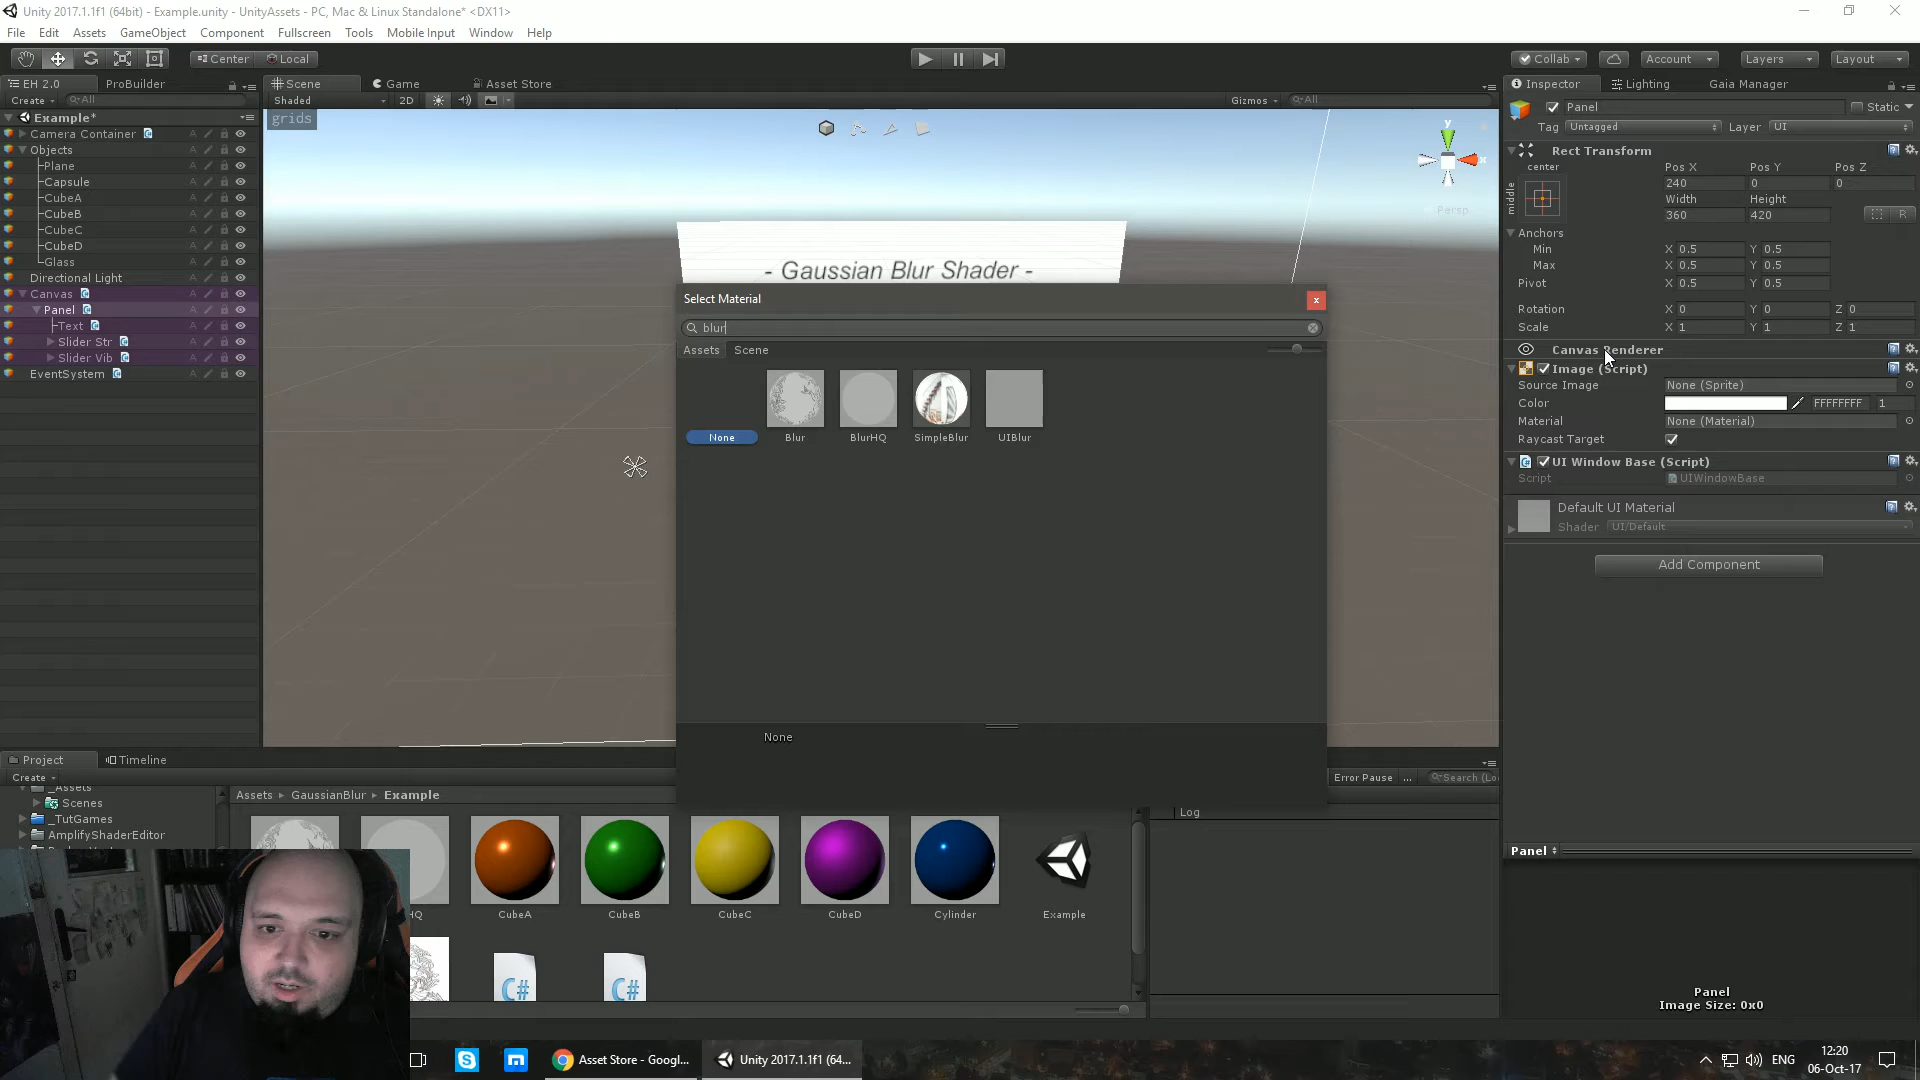 Unity 2017.1.1f1 (64bit) - Example.unity - UnityAssets - PC, Mac & Linux Standalone* <DX11>
File Edit Assets GameObject Component Fullscreen Tools Mobile Input Window Help
Center Local
Collab Account Layers Layout
EH 2.0 ProBuilder
Create All
Example*
Camera Container
Objects
Plane
Capsule
CubeA
CubeB
CubeC
CubeD
Glass
Directional Light
Canvas
Panel
Text
Slider Str
Slider Vib
EventSystem
Scene Game Asset Store
Shaded 2D Gizmos All
grids
y
x
Persp
- Gaussian Blur Shader -
Select Material
blur
Assets Scene
None Blur BlurHQ SimpleBlur UIBlur
None
Inspector Lighting Gaia Manager
Panel Static
Tag Untagged Layer UI
Rect Transform
center Pos X Pos Y Pos Z
middle 240 0 0
Width Height
360 420 R
Anchors
Min X 0.5 Y 0.5
Max X 0.5 Y 0.5
Pivot X 0.5 Y 0.5
Rotation X 0 Y 0 Z 0
Scale X 1 Y 1 Z 1
Canvas Renderer
Image (Script)
Source Image None (Sprite)
Color FFFFFFFF 1
Material None (Material)
Raycast Target
UI Window Base (Script)
Script UIWindowBase
Default UI Material
Shader UI/Default
Add Component
Project Timeline
Create
_Assets
Scenes
_TutGames
AmplifyShaderEditor
Assets GaussianBlur Example
HQ CubeA CubeB CubeC CubeD Cylinder Example
C# C#
Error Pause ... Search (Lo
Log
Panel
Panel
Image Size: 0x0
Asset Store - Googl... Unity 2017.1.1f1 (64...
ENG 12:20
06-Oct-17